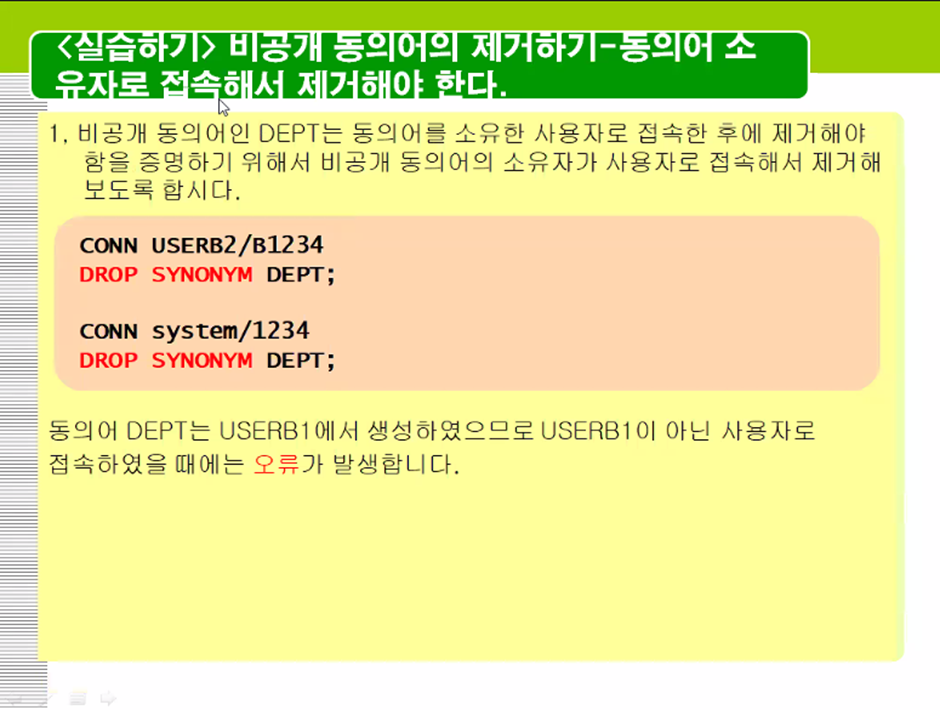 <실습하기> 비공개 동의어의 제거하기-동의어 소
유자로 접속해서 제거해야 한다.
1, 비공개 동의어인 DEPT는 동의어를 소유한 사용자로 접속한 후에 제거해야
함을 증명하기 위해서 비공개 동의어의 소유자가 사용자로 접속해서 제거해
보도록 합시다.
CONN USERB2/B1234
DROP SYNONYM DEPT;
CONN system/1234
DROP SYNONYM DEPT;
동의어 DEPT는 USERB1에서 생성하였으므로 USERB1이 아닌 사용자로
접속하였을 때에는 오류가 발생합니다.